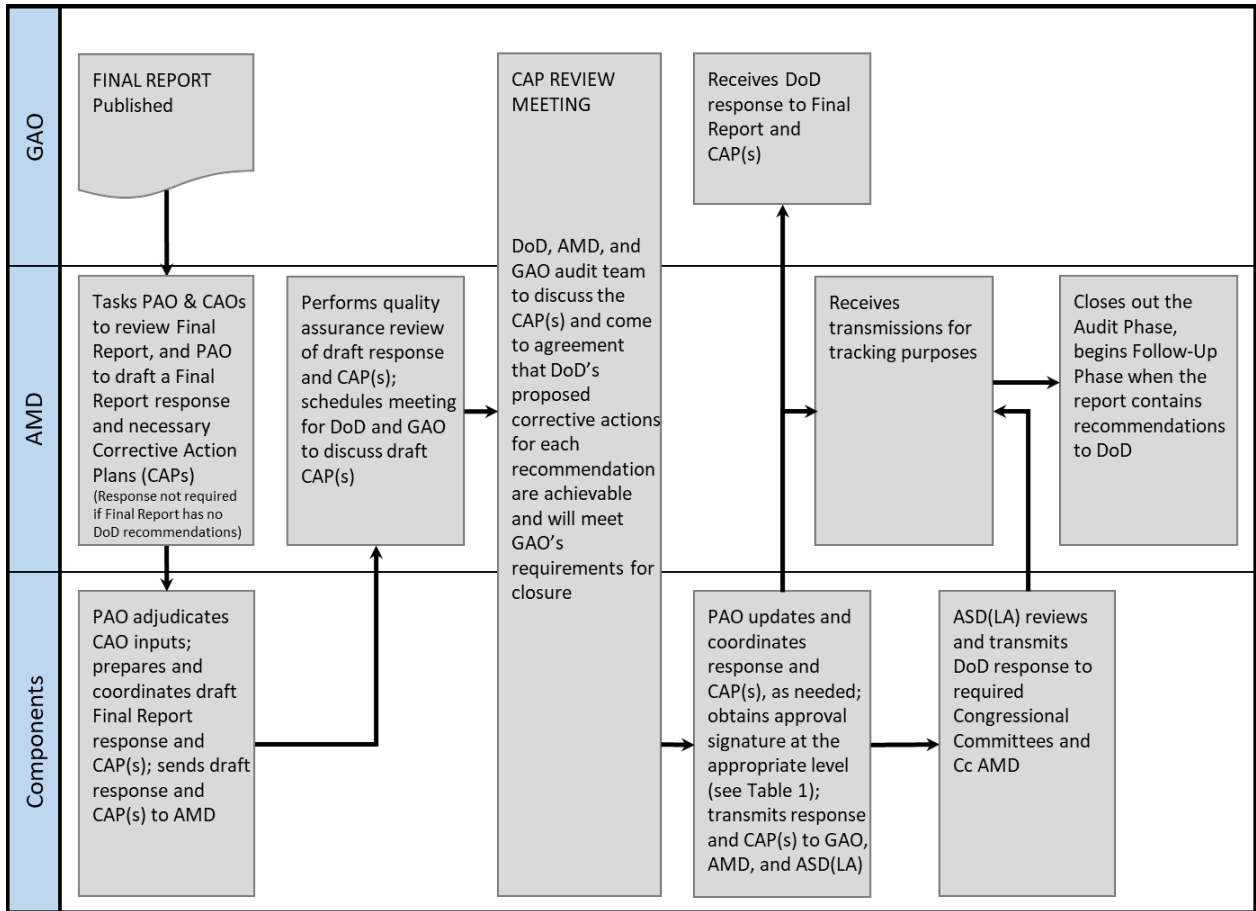 GAO
FINAL REPORT
Published
CAP REVIEW
MEETING
DoD, AMD, and
GAO audit team
to discuss the
CAP(s) and come
to agreement
that DoD's
proposed
corrective actions
for each
recommendation
are achievable
and will meet
GAO's
requirements for
closure
Receives DoD
response to Final
Report and
CAP(s)
AMD
Tasks PAO & CAOs
to review Final
Report, and PAO
to draft a Final
Report response
and necessary
Corrective Action
Plans (CAPs)
(Response not required
if Final Report has no
DoD recommendations)
Performs quality
assurance review
of draft response
and CAP(s);
schedules meeting
for DoD and GAO
to discuss draft
CAP(s)
Receives
transmissions for
tracking purposes
Closes out the
Audit Phase,
begins Follow-Up
Phase when the
report contains
recommendations
to DoD
Components
PAO adjudicates
CAO inputs;
prepares and
coordinates draft
Final Report
response and
CAP(s); sends draft
response and
CAP(s) to AMD
PAO updates and
coordinates
response and
CAP(s), as needed;
obtains approval
signature at the
appropriate level
(see Table 1);
transmits response
and CAP(s) to GAO,
AMD, and ASD(LA)
ASD(LA) reviews
and transmits
DoD response to
required
Congressional
Committees and
Cc AMD